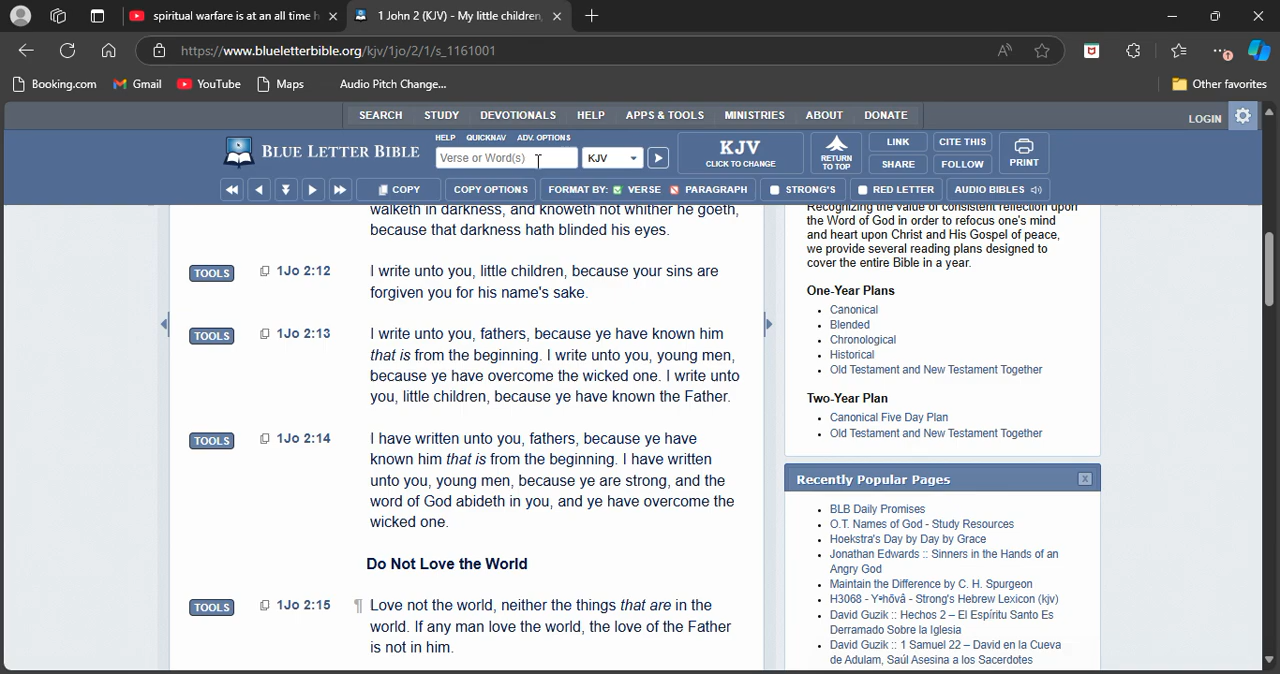 spiritual warfare is at an all time h
1 John 2 (KJV) - My little children,
https://www.blueletterbible.org/kjv/1jo/2/1/s_1161001
Booking.com Gmail YouTube Maps Audio Pitch Change... Other favorites
SEARCH STUDY DEVOTIONALS HELP APPS & TOOLS MINISTRIES ABOUT DONATE LOGIN
HELP QUICKNAV ADV. OPTIONS
BLUE LETTER BIBLE
Verse or Word(s) KJV
KJV
CLICK TO CHANGE
RETURN
TO TOP
LINK CITE THIS
SHARE FOLLOW
PRINT
COPY COPY OPTIONS FORMAT BY: VERSE PARAGRAPH STRONG'S RED LETTER AUDIO BIBLES
walketh in darkness, and knoweth not whither he goeth,
because that darkness hath blinded his eyes.
TOOLS 1Jo 2:12 I write unto you, little children, because your sins are
forgiven you for his name's sake.
TOOLS 1Jo 2:13 I write unto you, fathers, because ye have known him
that is from the beginning. I write unto you, young men,
because ye have overcome the wicked one. I write unto
you, little children, because ye have known the Father.
TOOLS 1Jo 2:14 I have written unto you, fathers, because ye have
known him that is from the beginning. I have written
unto you, young men, because ye are strong, and the
word of God abideth in you, and ye have overcome the
wicked one.
Do Not Love the World
TOOLS 1Jo 2:15 ¶ Love not the world, neither the things that are in the
world. If any man love the world, the love of the Father
is not in him.
Recognizing the value of consistent reflection upon
the Word of God in order to refocus one's mind
and heart upon Christ and His Gospel of peace,
we provide several reading plans designed to
cover the entire Bible in a year.
One-Year Plans
• Canonical
• Blended
• Chronological
• Historical
• Old Testament and New Testament Together
Two-Year Plan
• Canonical Five Day Plan
• Old Testament and New Testament Together
Recently Popular Pages X
• BLB Daily Promises
• O.T. Names of God - Study Resources
• Hoekstra's Day by Day by Grace
• Jonathan Edwards :: Sinners in the Hands of an
Angry God
• Maintain the Difference by C. H. Spurgeon
• H3068 - Yᵊhōvâ - Strong's Hebrew Lexicon (kjv)
• David Guzik :: Hechos 2 – El Espíritu Santo Es
Derramado Sobre la Iglesia
• David Guzik :: 1 Samuel 22 – David en la Cueva
de Adulam, Saúl Asesina a los Sacerdotes